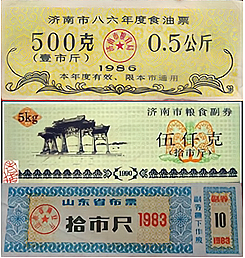 济南市八六年度食油票
500克 0.5公斤
(壹市斤)
1986
本年度有效、限本市通用
5kg
济南市粮食副券
伍仟克
(拾市斤)
1990
山东省布票
拾市尺 1983
副券
10
1983